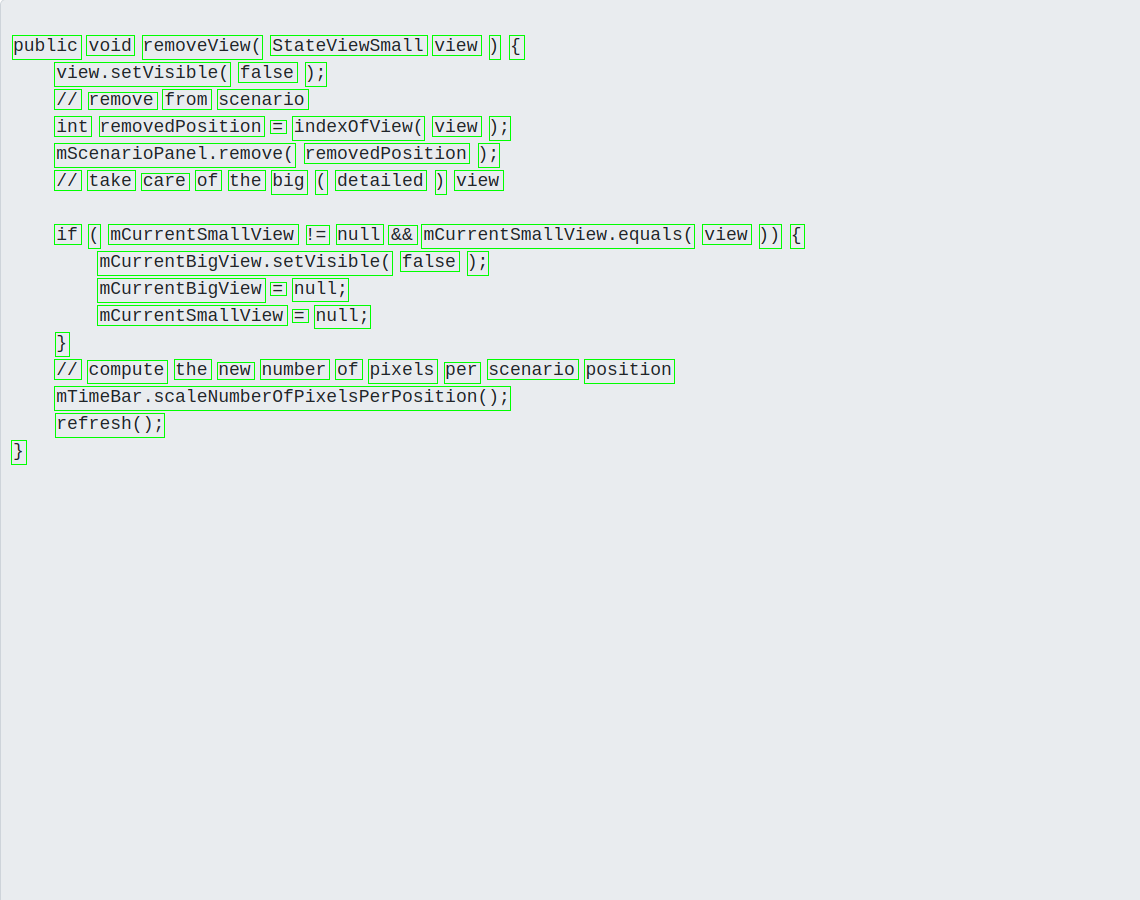 public void removeView( StateViewSmall view ) {
    view.setVisible( false );
    // remove from scenario
    int removedPosition = indexOfView( view );
    mScenarioPanel.remove( removedPosition );
    // take care of the big ( detailed ) view
    if ( mCurrentSmallView != null && mCurrentSmallView.equals( view )) {
        mCurrentBigView.setVisible( false );
        mCurrentBigView = null;
        mCurrentSmallView = null;
    }
    // compute the new number of pixels per scenario position
    mTimeBar.scaleNumberOfPixelsPerPosition();
    refresh();
}